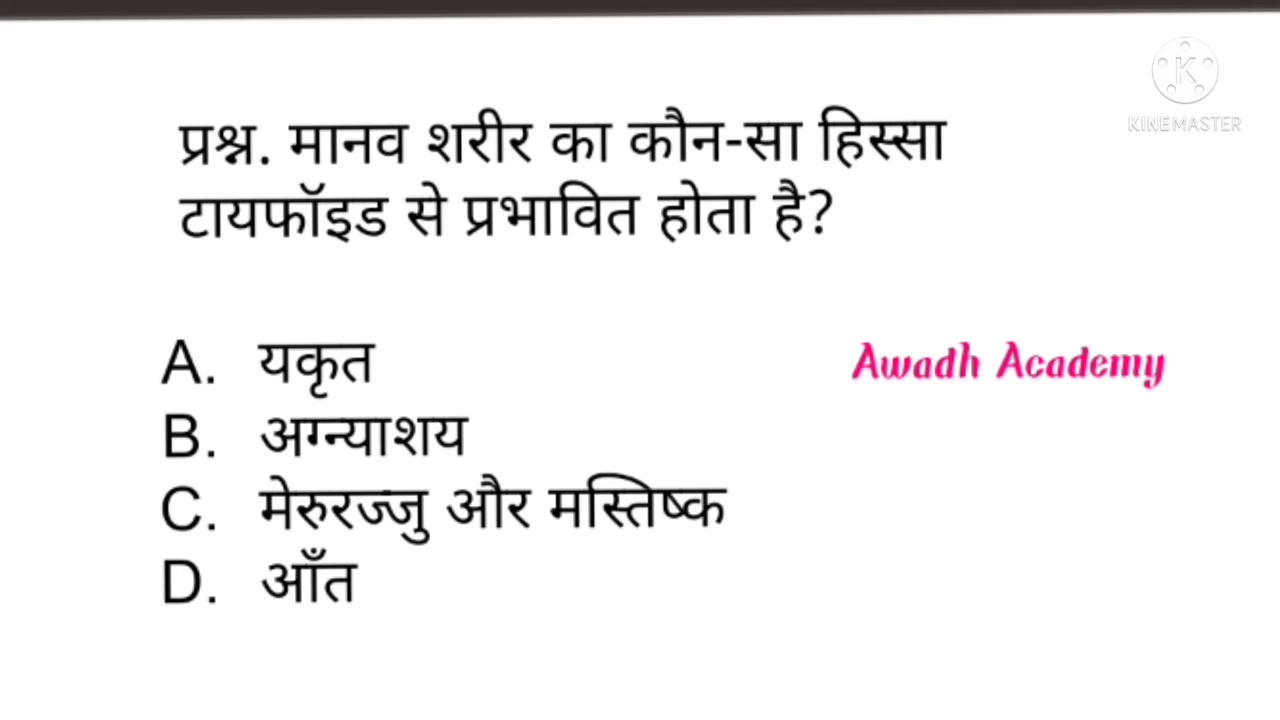 KINEMASTER
प्रश्न. मानव शरीर का कौन-सा हिस्सा
टायफॉइड से प्रभावित होता है?
A. यकृत
Awadh Academy
B. अग्न्याशय
C. मेरुरज्जु और मस्तिष्क
D. आँत